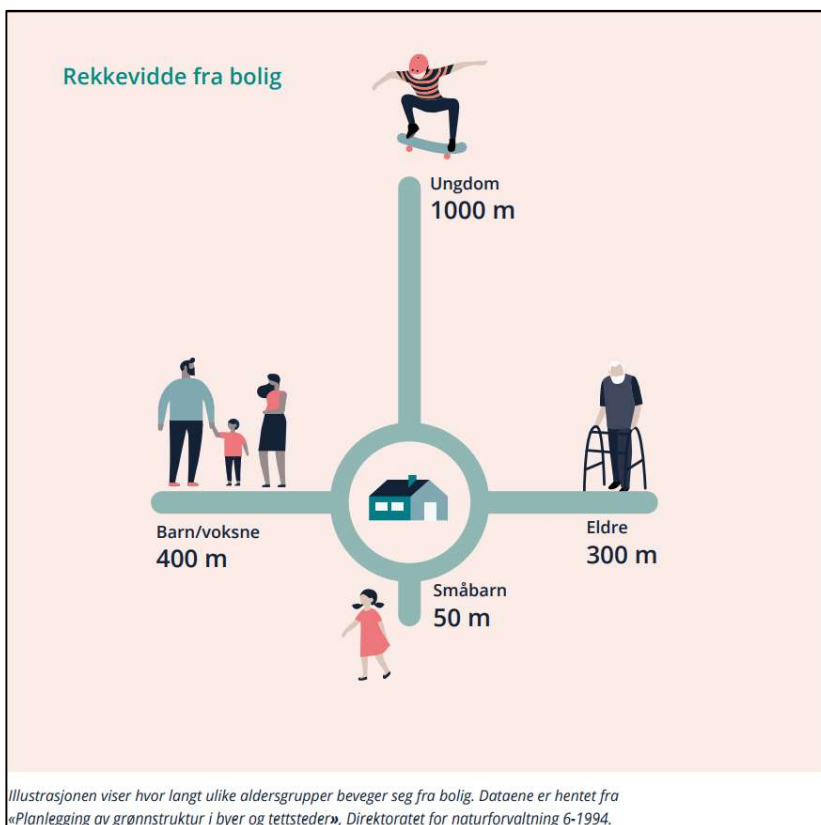 Rekkevidde fra bolig
Ungdom
1000 m
Barn/voksne
400 m
Eldre
300 m
Småbarn
50 m
Illustrasjonen viser hvor langt ulike aldersgrupper beveger seg fra bolig. Dataene er hentet fra
«Planlegging av grønnstruktur i byer og tettsteder», Direktoratet for naturforvaltning 6-1994.